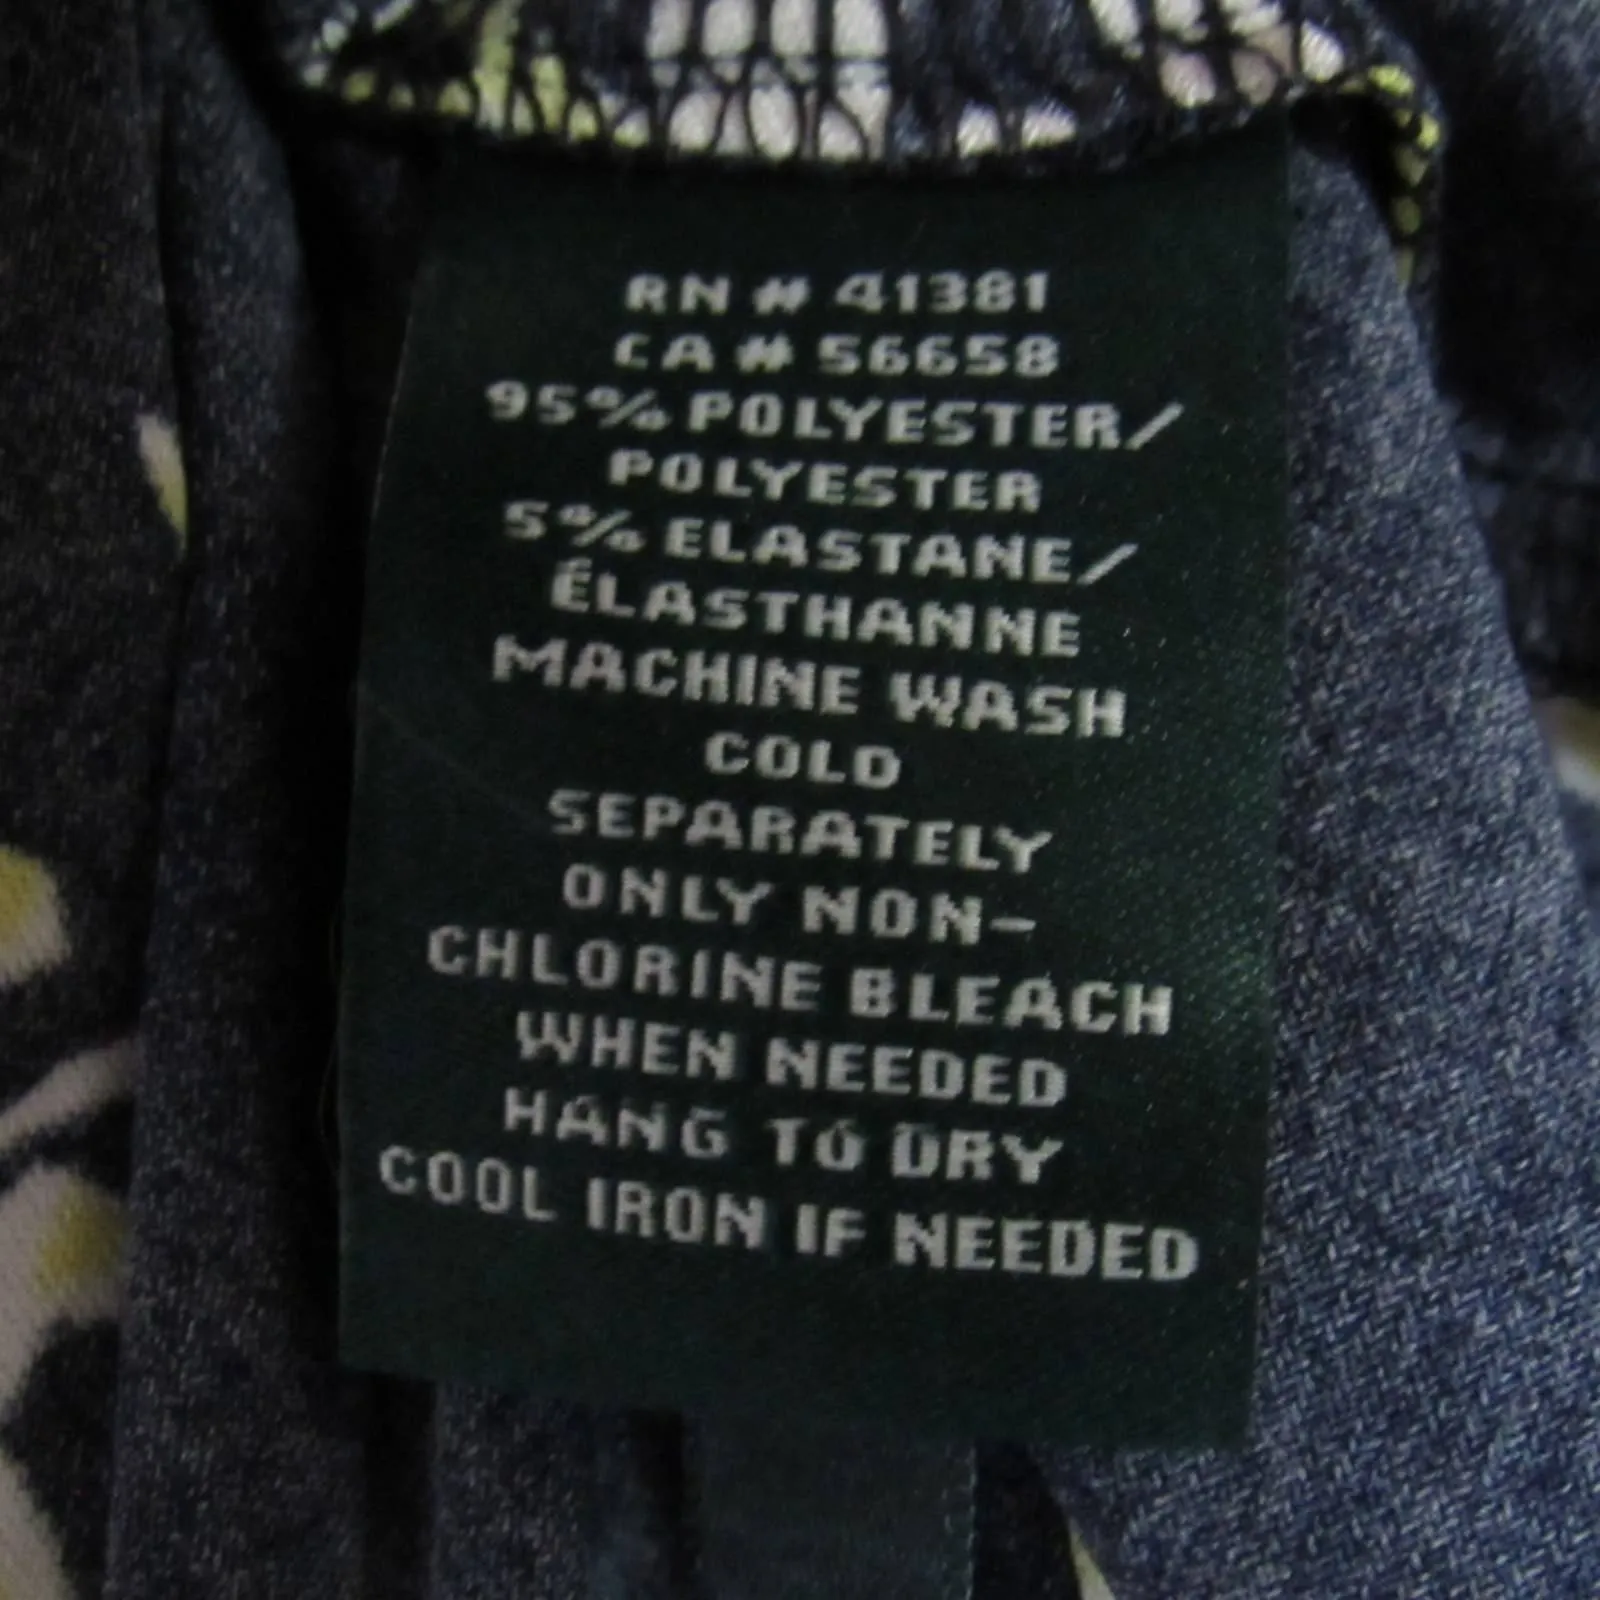 RN # 41381
CA # 56658
95% POLYESTER/
POLYESTER
5% ELASTANE/
ÉLASTHANNE
MACHINE WASH
COLD
SEPARATELY
ONLY NON-
CHLORINE BLEACH
WHEN NEEDED
HANG TO DRY
COOL IRON IF NEEDED